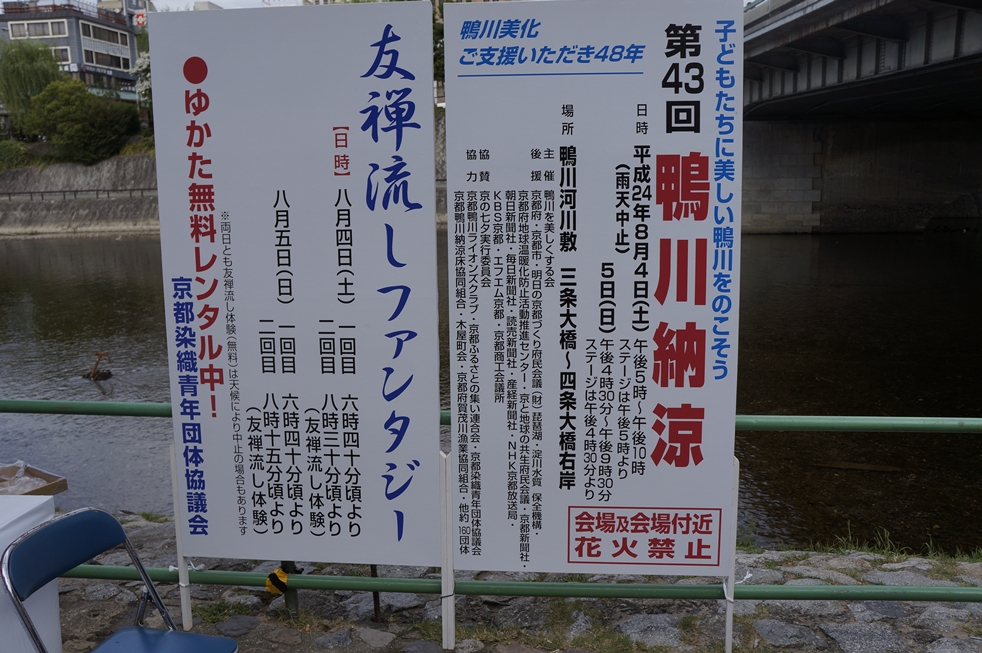 子どもたちに美しい鴨川をのこそう
第43回 鴨川納涼
日時 平成24年8月4日(土) 午後5時〜午後10時
ステージは午後5時より
(雨天中止) 5日(日) 午後4時30分〜午後9時30分
ステージは午後4時30分より
場所 鴨川河川敷 三条大橋〜四条大橋右岸
主催 鴨川を美しくする会
後援 京都府・京都市・明日の京都づくり府民会議・(財)琵琶湖・淀川水質 保全機構・
京都府地球温暖化防止活動推進センター・京と地球の共生府民会議・京都新聞社・
朝日新聞社・毎日新聞社・読売新聞社・産経新聞社・NHK京都放送局・
KBS京都・エフエム京都・京都商工会議所
協賛 京の七夕実行委員会
協力 京都鴨川ライオンズクラブ・京都ふるさとの集い連合会・京都染織青年団体協議会
京都鴨川納涼床協同組合・木屋町会・京都府賀茂川漁業協同組合・他約160団体
鴨川美化
ご支援いただき48年
会場及会場付近
花火禁止
友禅流しファンタジー
【日時】 八月四日(土) 一回目 六時四十分頃より
二回目 八時三十分頃より
(友禅流し体験)
八月五日(日) 一回目 六時四十分頃より
二回目 八時十五分頃より
(友禅流し体験)
※両日とも友禅流し体験(無料)は天候により中止の場合もあります
●ゆかた無料レンタル中!
京都染織青年団体協議会